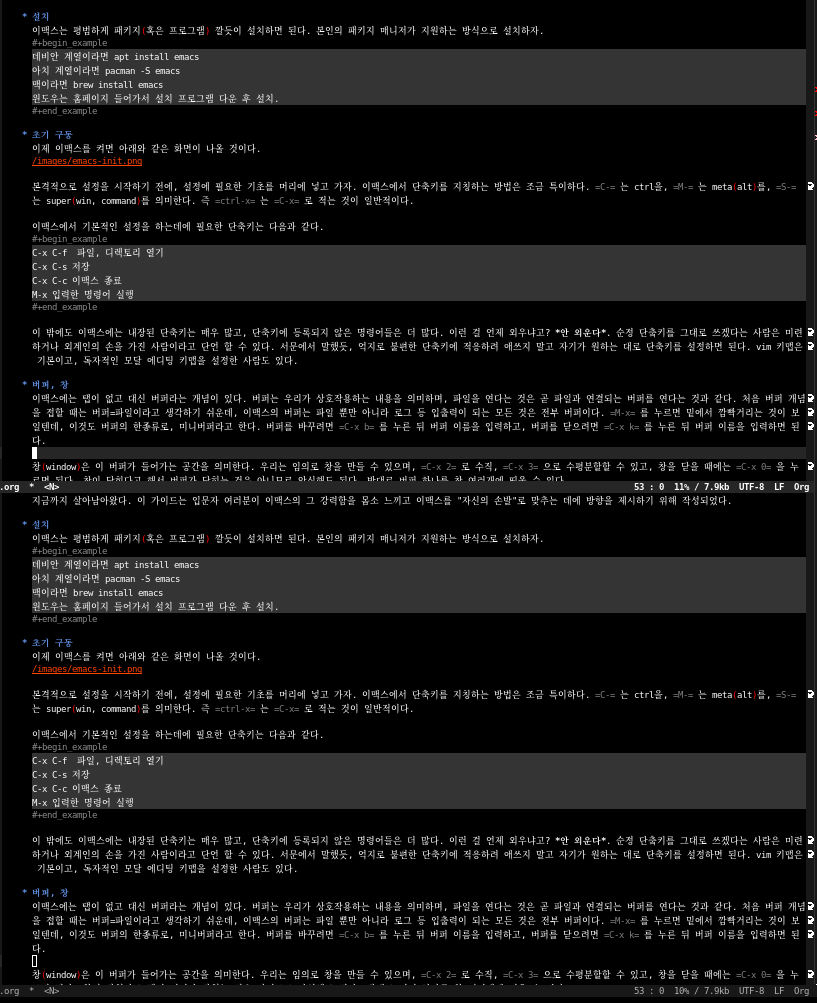 * 설치
이맥스는 평범하게 패키지(혹은 프로그램) 깔듯이 설치하면 된다. 본인의 패키지 매니저가 지원하는 방식으로 설치하자.
#+begin_example
데비안 계열이라면 apt install emacs
아치 계열이라면 pacman -S emacs
맥이라면 brew install emacs
윈도우는 홈페이지 들어가서 설치 프로그램 다운 후 설치.
#+end_example
* 초기 구동
이제 이맥스를 켜면 아래와 같은 화면이 나올 것이다.
/images/emacs-init.png
본격적으로 설정을 시작하기 전에, 설정에 필요한 기초를 머리에 넣고 가자. 이맥스에서 단축키를 지칭하는 방법은 조금 특이하다. =C-= 는 ctrl을, =M-= 는 meta(alt)를, =S-=
는 super(win, command)를 의미한다. 즉 =ctrl-x= 는 =C-x= 로 적는 것이 일반적이다.
이맥스에서 기본적인 설정을 하는데에 필요한 단축키는 다음과 같다.
#+begin_example
C-x C-f  파일, 디렉토리 열기
C-x C-s 저장
C-x C-c 이맥스 종료
M-x 입력한 명령어 실행
#+end_example
이 밖에도 이맥스에는 내장된 단축키는 매우 많고, 단축키에 등록되지 않은 명령어들은 더 많다. 이런 걸 언제 외우냐고? *안 외운다*. 순정 단축키를 그대로 쓰겠다는 사람은 미련
하거나 외계인의 손을 가진 사람이라고 단언 할 수 있다. 서문에서 말했듯, 억지로 불편한 단축키에 적응하려 애쓰지 말고 자기가 원하는 대로 단축키를 설정하면 된다. vim 키맵은
기본이고, 독자적인 모달 에디팅 키맵을 설정한 사람도 있다.
* 버퍼, 창
이맥스에는 탭이 없고 대신 버퍼라는 개념이 있다. 버퍼는 우리가 상호작용하는 내용을 의미하며, 파일을 연다는 것은 곧 파일과 연결되는 버퍼를 연다는 것과 같다. 처음 버퍼 개념
을 접할 때는 버퍼=파일이라고 생각하기 쉬운데, 이맥스의 버퍼는 파일 뿐만 아니라 로그 등 입출력이 되는 모든 것은 전부 버퍼이다. =M-x= 를 누르면 밑에서 깜빡거리는 것이 보
일텐데, 이것도 버퍼의 한종류로, 미니버퍼라고 한다. 버퍼를 바꾸려면 =C-x b= 를 누른 뒤 버퍼 이름을 입력하고, 버퍼를 닫으려면 =C-x k= 를 누른 뒤 버퍼 이름을 입력하면 된
다.
창(window)은 이 버퍼가 들어가는 공간을 의미한다. 우리는 임의로 창을 만들 수 있으며, =C-x 2= 로 수직, =C-x 3= 으로 수평분할할 수 있고, 창을 닫을 때에는 =C-x 0= 을 누
.org  *  <N> 53 : 0  11% / 7.9kb  UTF-8  LF  Org
지금까지 살아남아왔다. 이 가이드는 입문자 여러분이 이맥스의 그 강력함을 몸소 느끼고 이맥스를 "자신의 손발"로 맞추는 데에 방향을 제시하기 위해 작성되었다.
* 설치
이맥스는 평범하게 패키지(혹은 프로그램) 깔듯이 설치하면 된다. 본인의 패키지 매니저가 지원하는 방식으로 설치하자.
#+begin_example
데비안 계열이라면 apt install emacs
아치 계열이라면 pacman -S emacs
맥이라면 brew install emacs
윈도우는 홈페이지 들어가서 설치 프로그램 다운 후 설치.
#+end_example
* 초기 구동
이제 이맥스를 켜면 아래와 같은 화면이 나올 것이다.
/images/emacs-init.png
본격적으로 설정을 시작하기 전에, 설정에 필요한 기초를 머리에 넣고 가자. 이맥스에서 단축키를 지칭하는 방법은 조금 특이하다. =C-= 는 ctrl을, =M-= 는 meta(alt)를, =S-=
는 super(win, command)를 의미한다. 즉 =ctrl-x= 는 =C-x= 로 적는 것이 일반적이다.
이맥스에서 기본적인 설정을 하는데에 필요한 단축키는 다음과 같다.
#+begin_example
C-x C-f  파일, 디렉토리 열기
C-x C-s 저장
C-x C-c 이맥스 종료
M-x 입력한 명령어 실행
#+end_example
이 밖에도 이맥스에는 내장된 단축키는 매우 많고, 단축키에 등록되지 않은 명령어들은 더 많다. 이런 걸 언제 외우냐고? *안 외운다*. 순정 단축키를 그대로 쓰겠다는 사람은 미련
하거나 외계인의 손을 가진 사람이라고 단언 할 수 있다. 서문에서 말했듯, 억지로 불편한 단축키에 적응하려 애쓰지 말고 자기가 원하는 대로 단축키를 설정하면 된다. vim 키맵은
기본이고, 독자적인 모달 에디팅 키맵을 설정한 사람도 있다.
* 버퍼, 창
이맥스에는 탭이 없고 대신 버퍼라는 개념이 있다. 버퍼는 우리가 상호작용하는 내용을 의미하며, 파일을 연다는 것은 곧 파일과 연결되는 버퍼를 연다는 것과 같다. 처음 버퍼 개념
을 접할 때는 버퍼=파일이라고 생각하기 쉬운데, 이맥스의 버퍼는 파일 뿐만 아니라 로그 등 입출력이 되는 모든 것은 전부 버퍼이다. =M-x= 를 누르면 밑에서 깜빡거리는 것이 보
일텐데, 이것도 버퍼의 한종류로, 미니버퍼라고 한다. 버퍼를 바꾸려면 =C-x b= 를 누른 뒤 버퍼 이름을 입력하고, 버퍼를 닫으려면 =C-x k= 를 누른 뒤 버퍼 이름을 입력하면 된
다.
창(window)은 이 버퍼가 들어가는 공간을 의미한다. 우리는 임의로 창을 만들 수 있으며, =C-x 2= 로 수직, =C-x 3= 으로 수평분할할 수 있고, 창을 닫을 때에는 =C-x 0= 을 누
.org  *  <N> 53 : 0  10% / 7.9kb  UTF-8  LF  Org